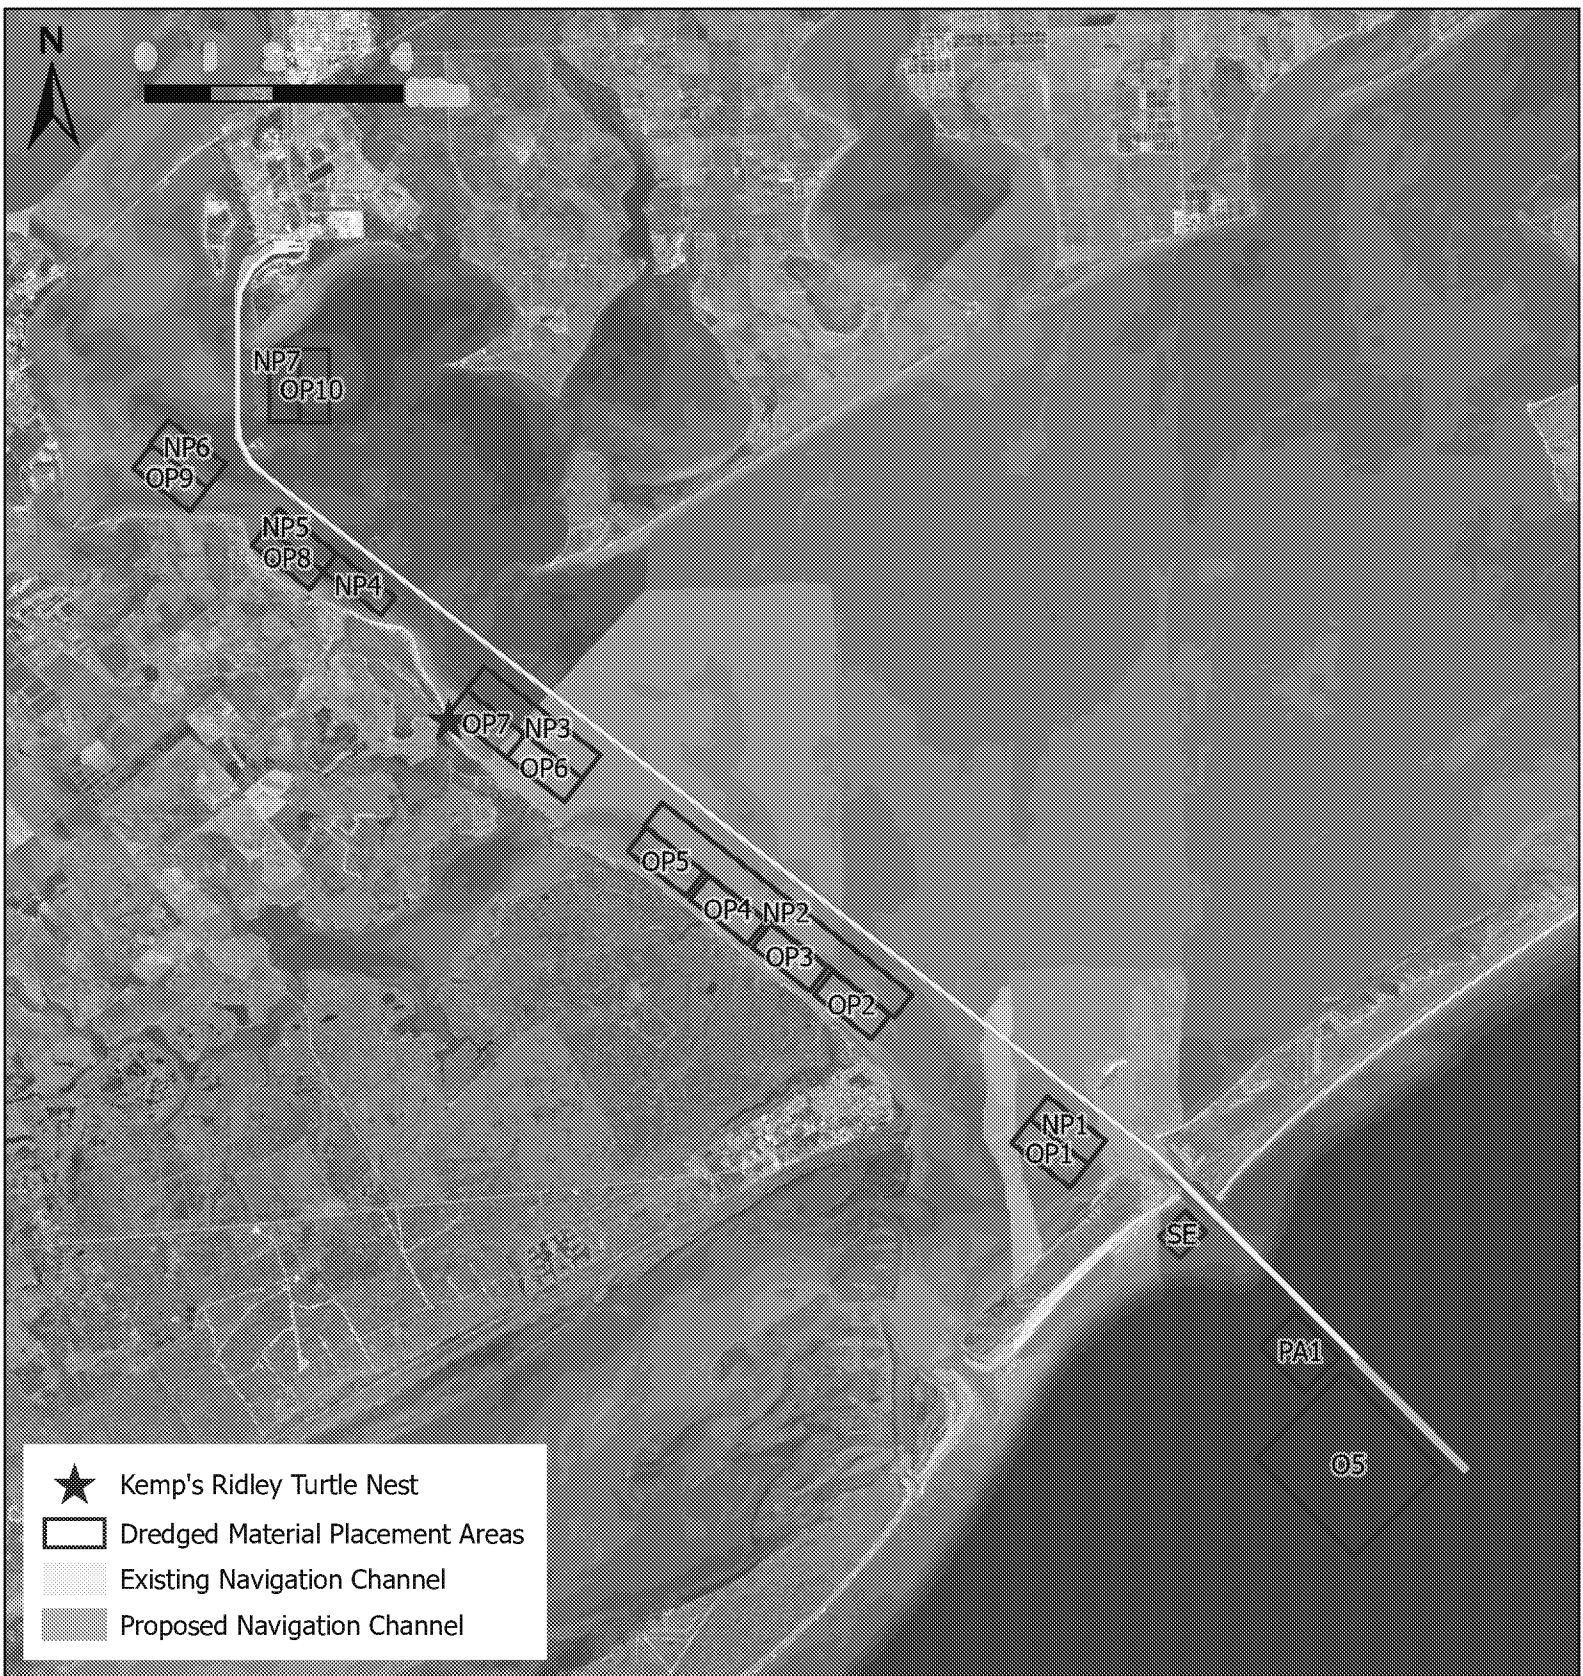 N
NP7
OP10
NP6
OP9
NP5
OP8
NP4
OP7
NP3
OP6
OP5
OP4
NP2
OP3
OP2
NP1
OP1
SE
PA1
O5
Kemp's Ridley Turtle Nest
Dredged Material Placement Areas
Existing Navigation Channel
Proposed Navigation Channel